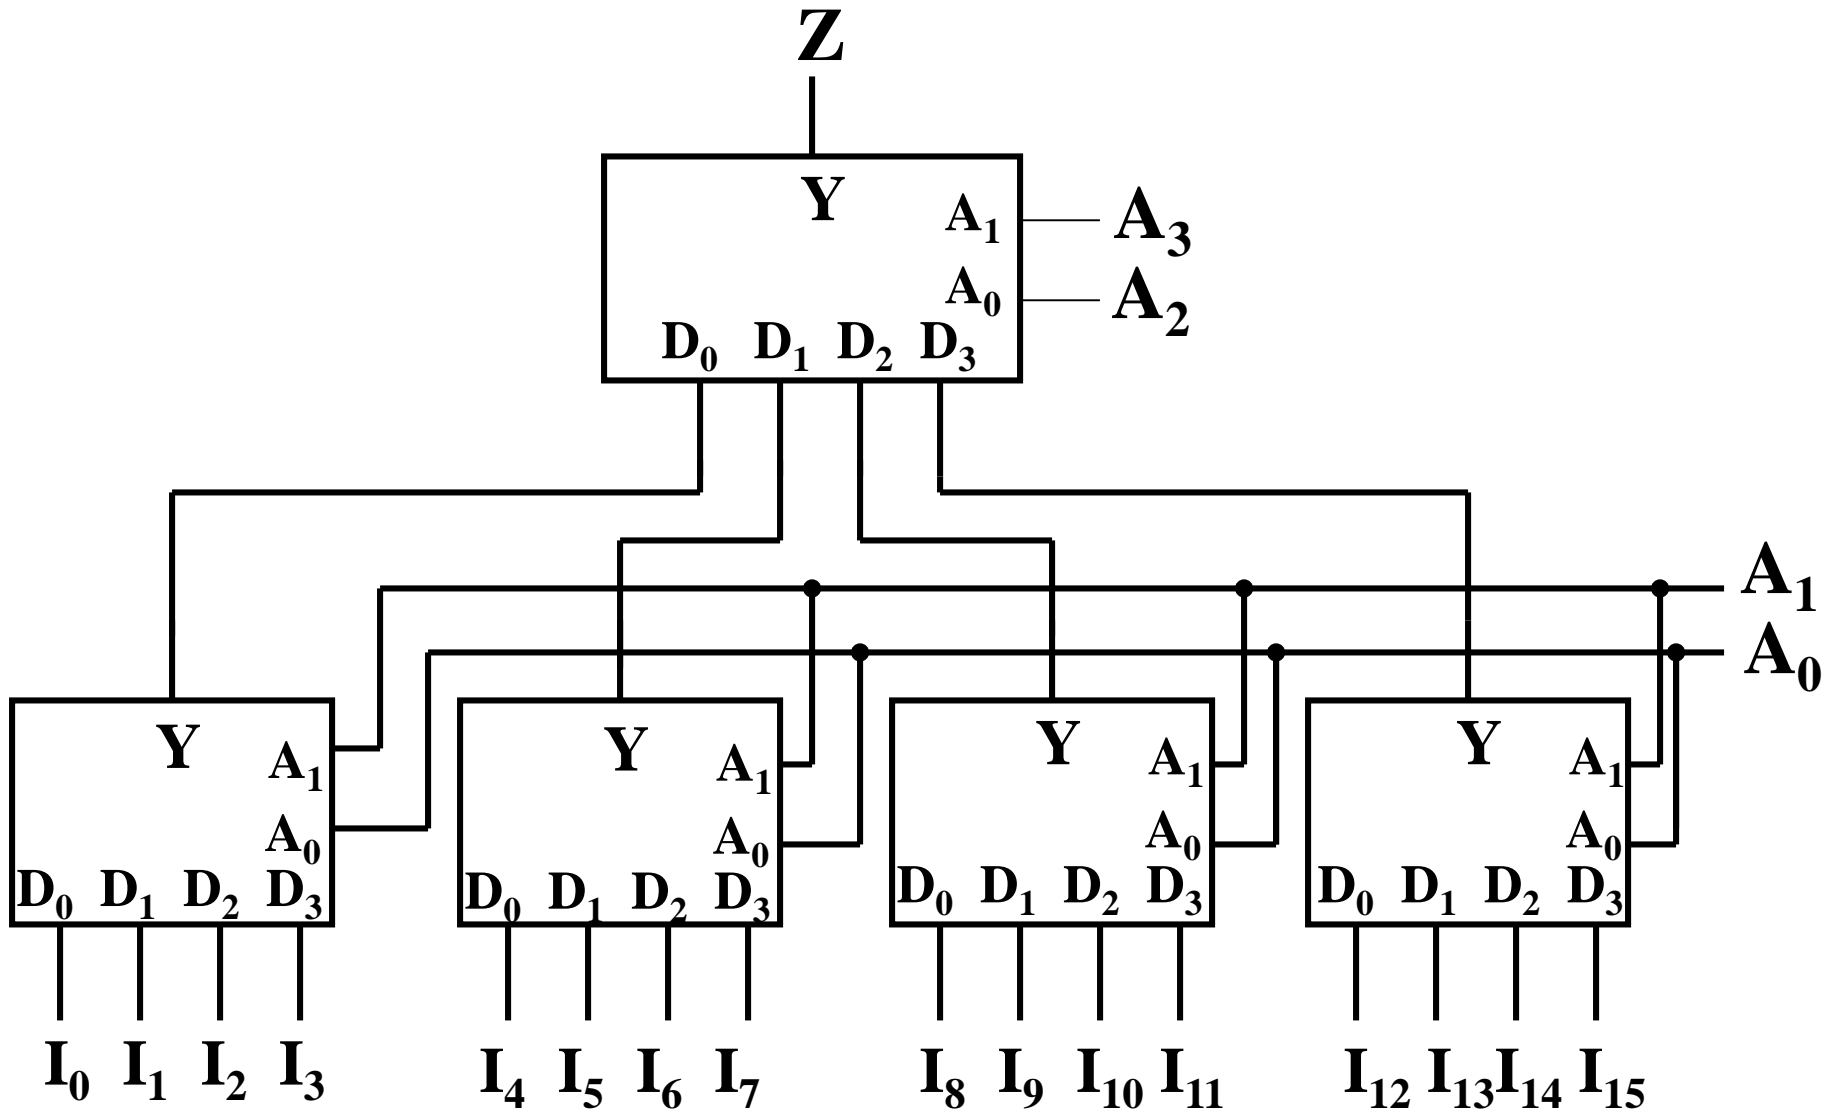 Z
Y
A₁ A₃
A₀ A₂
D₀ D₁ D₂ D₃
A₁
A₀
Y A₁ Y A₁ Y A₁ Y A₁
A₀ A₀ A₀ A₀
D₀ D₁ D₂ D₃ D₀ D₁ D₂ D₃ D₀ D₁ D₂ D₃ D₀ D₁ D₂ D₃
I₀ I₁ I₂ I₃ I₄ I₅ I₆ I₇ I₈ I₉ I₁₀ I₁₁ I₁₂ I₁₃ I₁₄ I₁₅